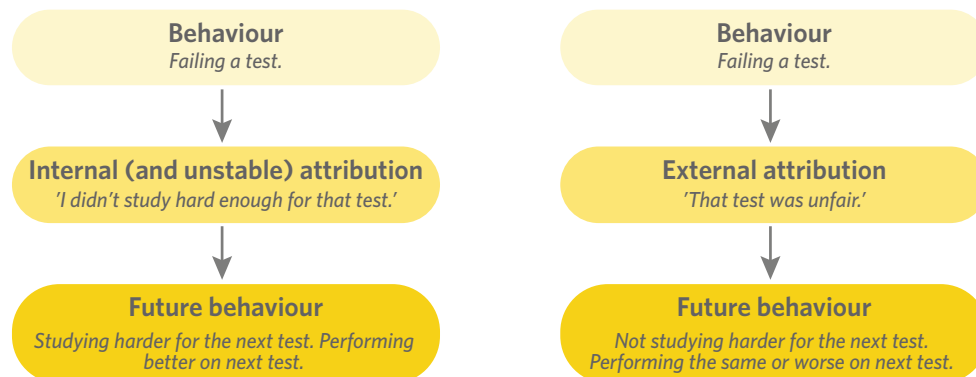 Behaviour
Failing a test.
Internal (and unstable) attribution
'I didn't study hard enough for that test.'
Future behaviour
Studying harder for the next test. Performing
better on next test.
Behaviour
Failing a test.
External attribution
'That test was unfair.'
Future behaviour
Not studying harder for the next test.
Performing the same or worse on next test.